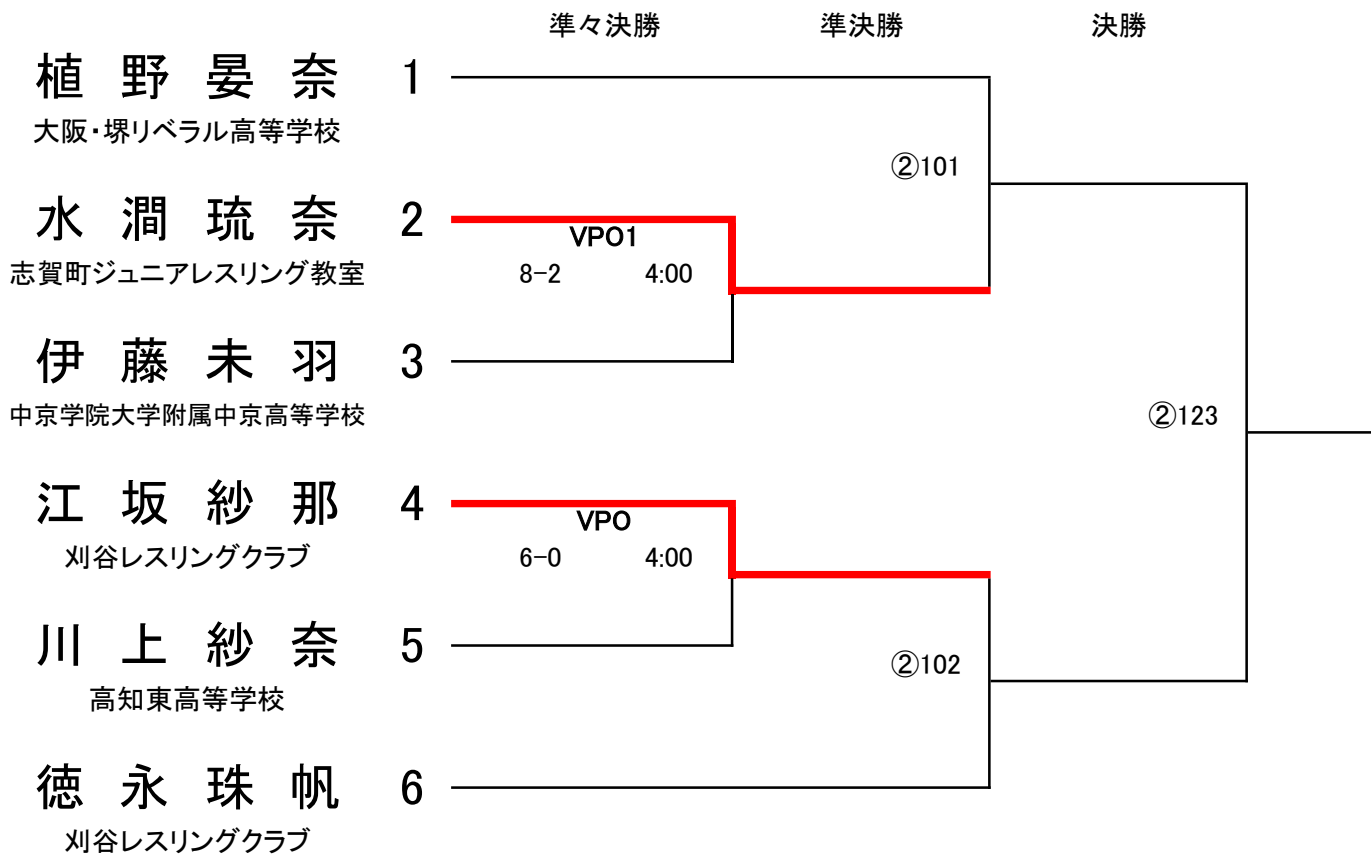 準々決勝 準決勝 決勝
植野晏奈 1
大阪・堺リベラル高等学校
②101
水澗琉奈 2
VPO1
志賀町ジュニアレスリング教室
8-2 4:00
伊藤未羽 3
中京学院大学附属中京高等学校
②123
江坂紗那 4
VPO
刈谷レスリングクラブ
6-0 4:00
川上紗奈 5
②102
高知東高等学校
徳永珠帆 6
刈谷レスリングクラブ